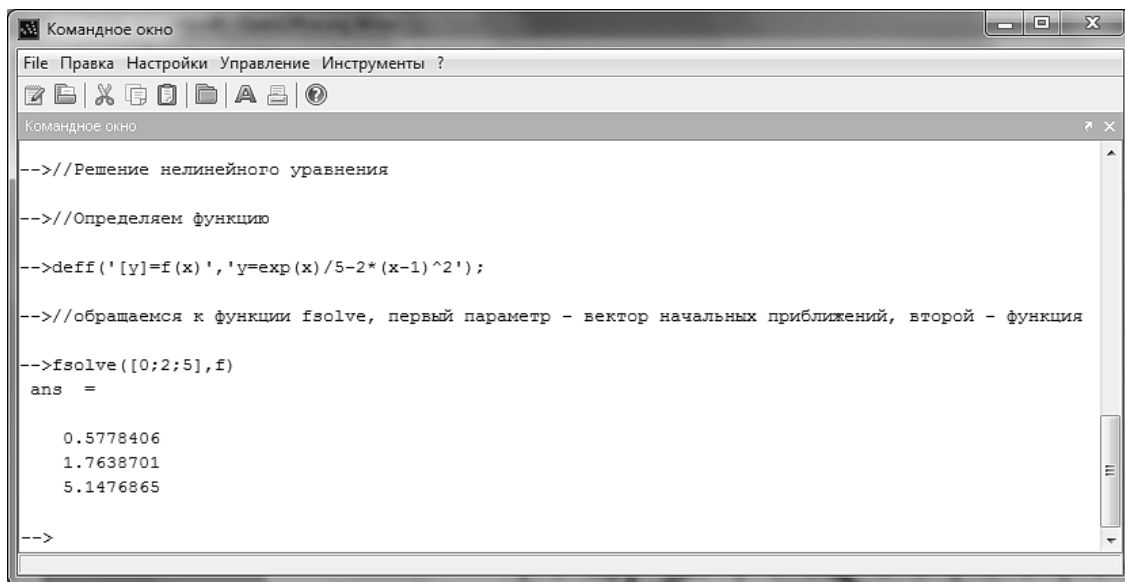 Командное окно
File Правка Настройки Управление Инструменты ?
Командное окно
-->//Решение нелинейного уравнения
-->//Определяем функцию
-->deff('[y]=f(x)','y=exp(x)/5-2*(x-1)^2');
-->//обращаемся к функции fsolve, первый параметр - вектор начальных приближений, второй - функция
-->fsolve([0;2;5],f)
ans =
0.5778406
1.7638701
5.1476865
-->